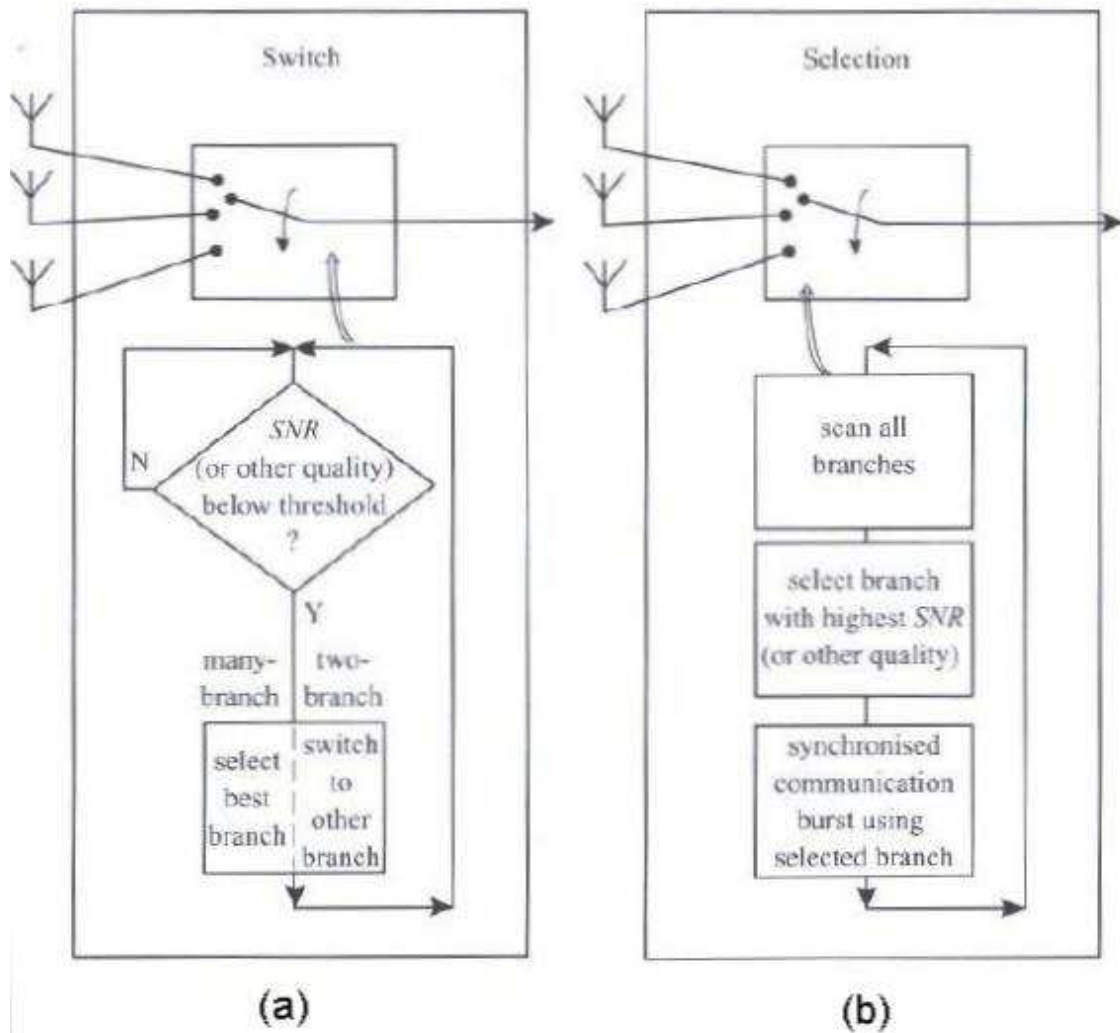 Switch
SNR
(or other quality)
below threshold
?
N
Y
many-
branch
two-
branch
select
best
branch
switch
to
other
branch
(a)
Selection
scan all
branches
select branch
with highest SNR
(or other quality)
synchronised
communication
burst using
selected branch
(b)